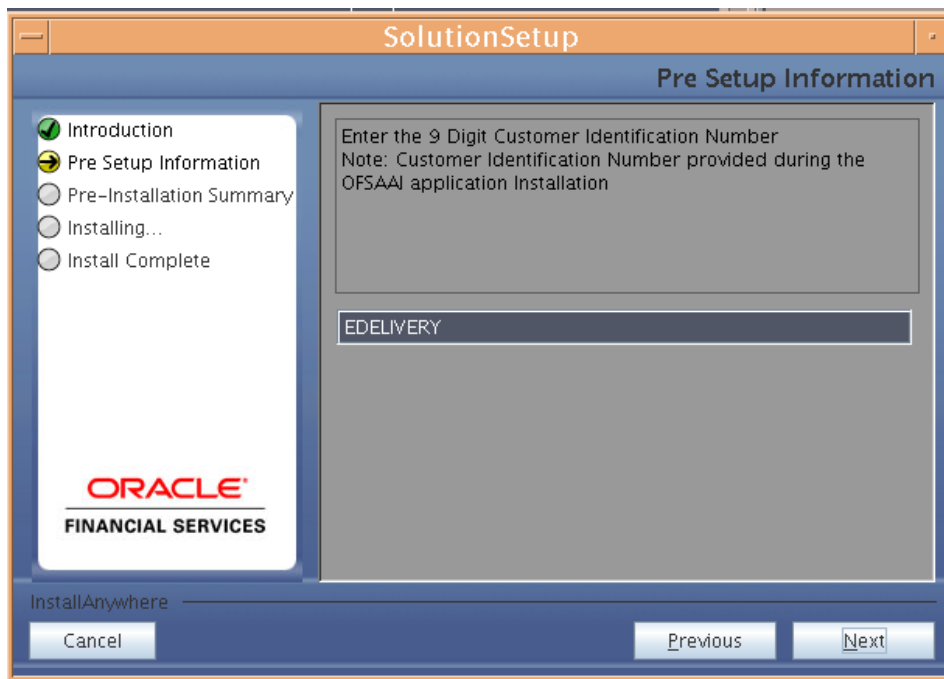 SolutionSetup
Pre Setup Information
Introduction
Pre Setup Information
Pre-Installation Summary
Installing...
Install Complete
Enter the 9 Digit Customer Identification Number
Note: Customer Identification Number provided during the
OFSAAI application Installation
EDELIVERY
ORACLE
FINANCIAL SERVICES
InstallAnywhere
Cancel
Previous
Next